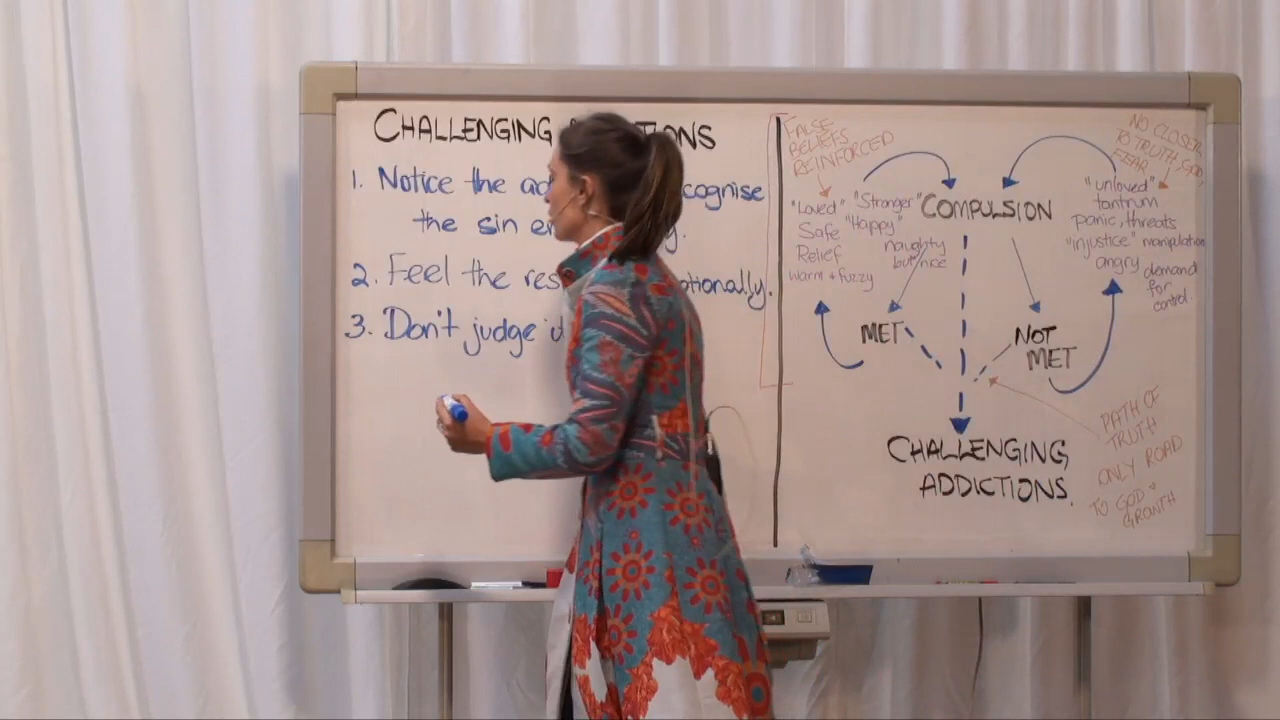 CHALLENGING
1. Notice the
the sin
2. Feel the
3. Don't judge
FALSE
BELIEFS
REINFORCED
"Loved" "Stranger"
Safe "Happy"
Relief
warm + fuzzy
naughty
but nice
COMPULSION
NO CLOSER
TO TRUTH
FEAR
"unloved"
tantrum
panic, threats
"injustice" manipulation
angry
demand
for
control.
MET
NOT
MET
CHALLENGING
ADDICTIONS.
PATH OF
TRUTH
ONLY ROAD
TO GOD +
GROWTH